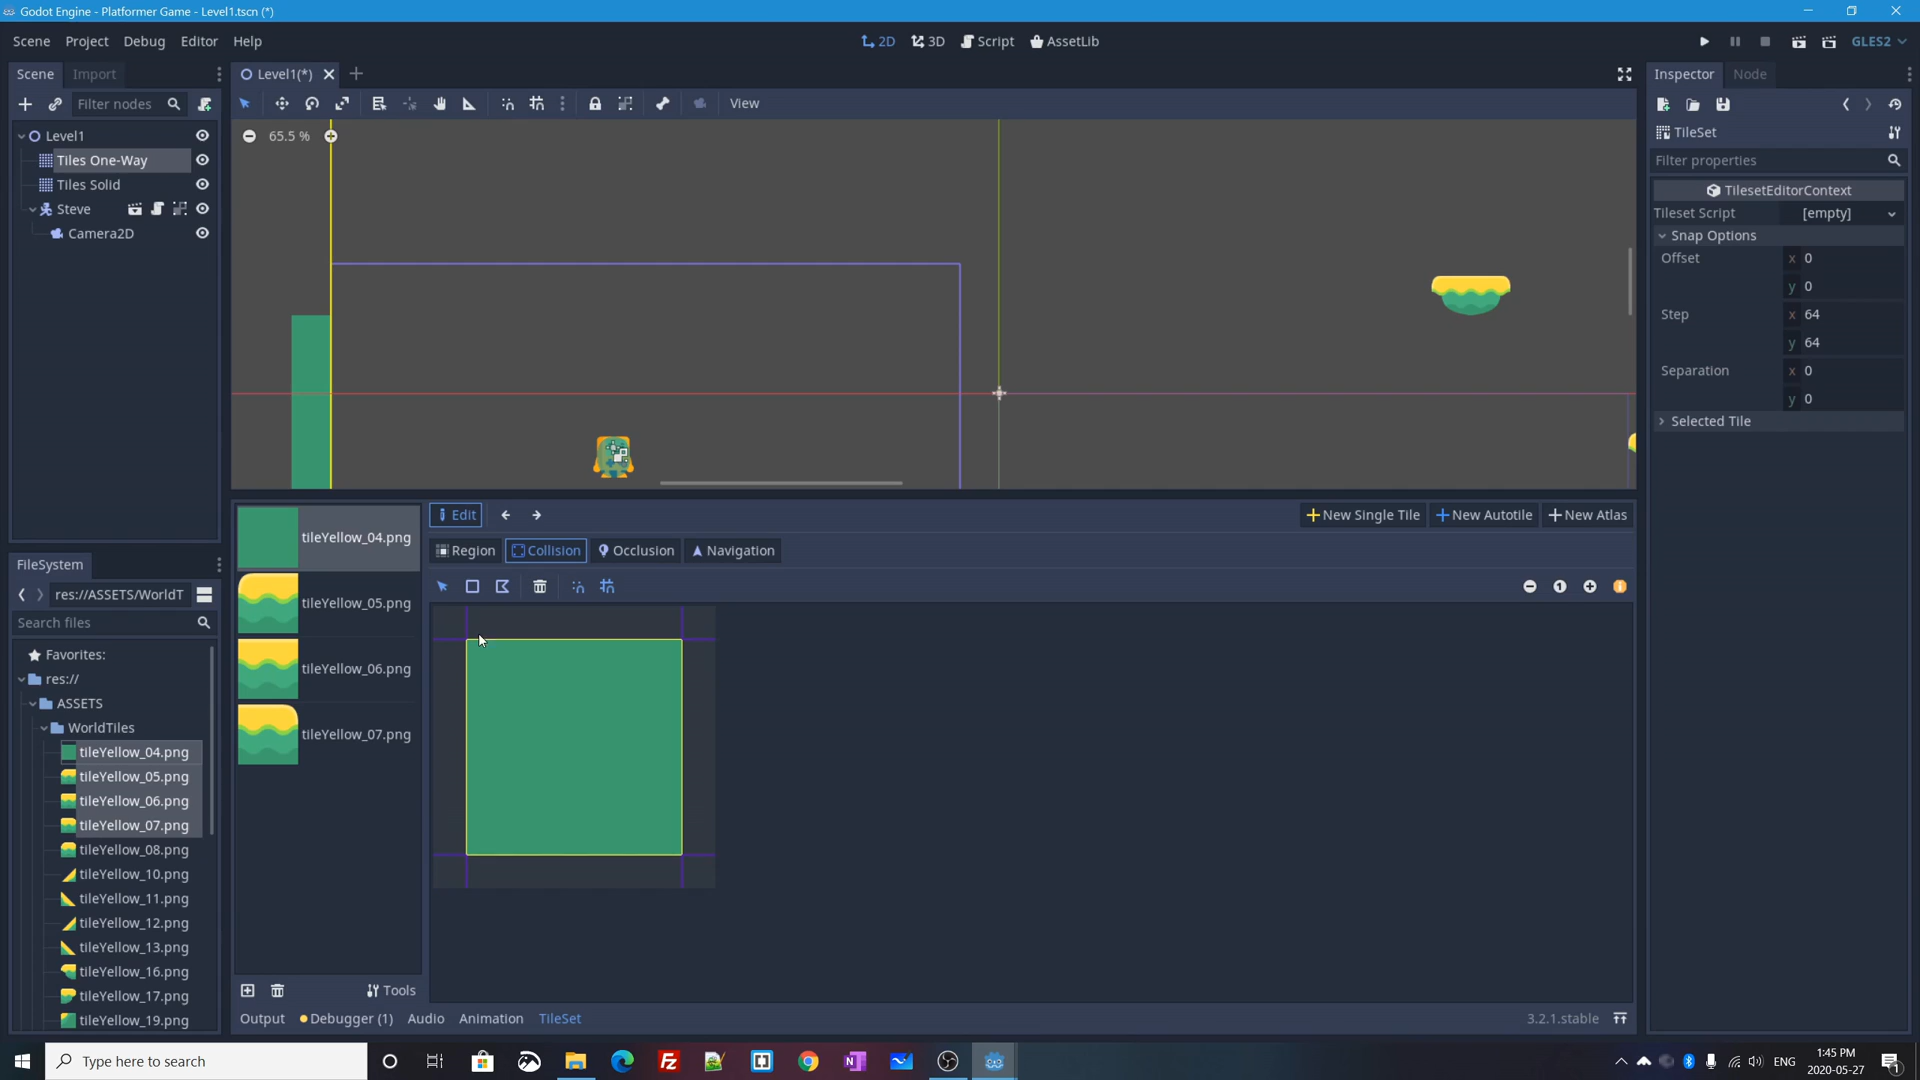 Godot Engine - Platformer Game - Level1.tscn (*)
Scene Project Debug Editor Help
2D 3D Script AssetLib
GLES2
Scene Import
Level1(*)
Inspector Node
Filter nodes
View
Level1
Tiles One-Way
Tiles Solid
Steve
Camera2D
65.5 %
TileSet
Filter properties
TilesetEditorContext
Tileset Script [empty]
Snap Options
Offset x 0
y 0
Step x 64
y 64
Separation x 0
y 0
Selected Tile
FileSystem
res://ASSETS/WorldT
Search files
Favorites:
res://
ASSETS
WorldTiles
tileYellow_04.png
tileYellow_05.png
tileYellow_06.png
tileYellow_07.png
tileYellow_08.png
tileYellow_10.png
tileYellow_11.png
tileYellow_12.png
tileYellow_13.png
tileYellow_16.png
tileYellow_17.png
tileYellow_19.png
tileYellow_04.png
tileYellow_05.png
tileYellow_06.png
tileYellow_07.png
Tools
Edit
New Single Tile New Autotile New Atlas
Region Collision Occlusion Navigation
1
Output Debugger (1) Audio Animation TileSet
3.2.1.stable
Type here to search
ENG
1:45 PM
2020-05-27
1